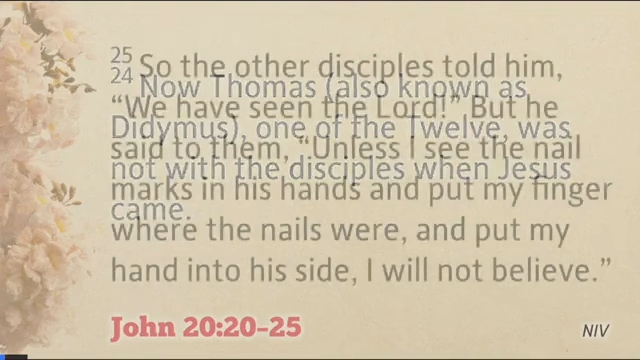 25 So the other disciples told him,
24 Now Thomas (also known as
“We have seen the Lord!” But he
Didymus), one of the Twelve, was
said to them, “Unless I see the nail
not with the disciples when Jesus
marks in his hands and put my finger
came.
where the nails were, and put my
hand into his side, I will not believe.”
John 20:20-25
NIV